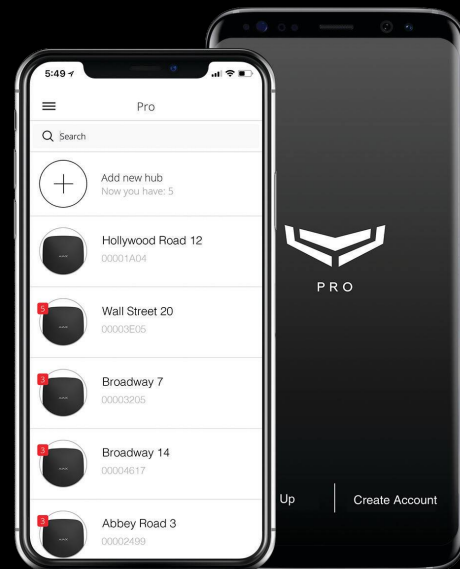 5:49
Pro
Search
Add new hub
Now you have: 5
Hollywood Road 12
00001A04
5
Wall Street 20
00003E05
3
Broadway 7
00003205
3
Broadway 14
00004617
3
Abbey Road 3
00002499
PRO
Up
Create Account